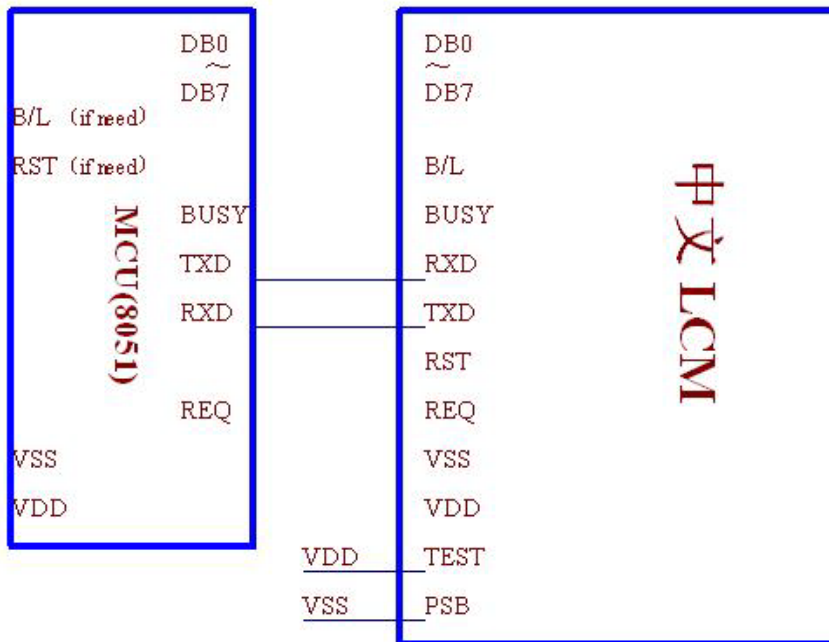 DB0
~
DB7
B/L (if need)
RST (if need)
BUSY
TXD
RXD
REQ
VSS
VDD
MCU(8051)
DB0
~
DB7
B/L
BUSY
RXD
TXD
RST
REQ
VSS
VDD
VDD TEST
VSS PSB
中文 LCM